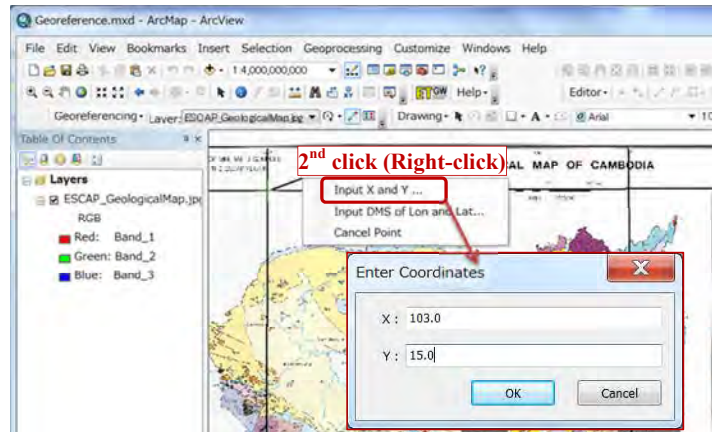 Georeference.mxd - ArcMap - ArcView
File Edit View Bookmarks Insert Selection Geoprocessing Customize Windows Help
1:4,000,000,000
Help
Editor
Georeferencing Layer: ESCAP_GeologicalMap.jpg Drawing A Arial 10
Table Of Contents
2nd click (Right-click)
CAL MAP OF CAMBODIA
Layers
ESCAP_GeologicalMap.jpg
RGB
Red: Band_1
Green: Band_2
Blue: Band_3
Input X and Y ...
Input DMS of Lon and Lat...
Cancel Point
Enter Coordinates
X : 103.0
Y : 15.0
OK Cancel